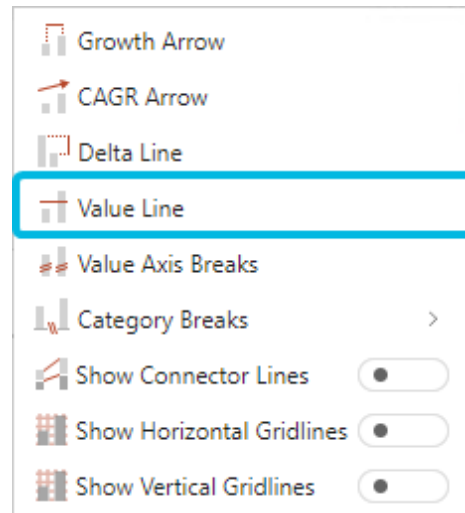 Growth Arrow
CAGR Arrow
Delta Line
Value Line
Value Axis Breaks
Category Breaks
Show Connector Lines
Show Horizontal Gridlines
Show Vertical Gridlines